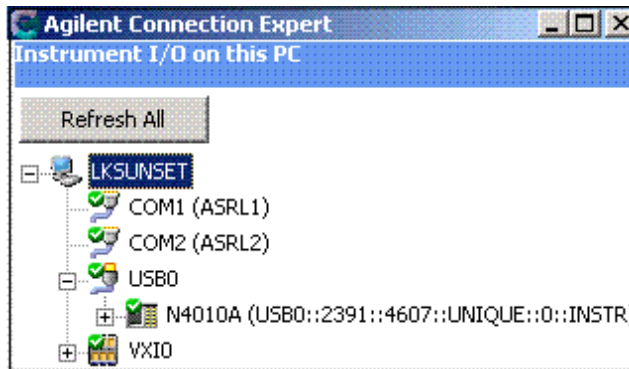 Agilent Connection Expert
Instrument I/O on this PC
Refresh All
LKSUNSET
COM1 (ASRL1)
COM2 (ASRL2)
USB0
N4010A (USB0::2391::4607::UNIQUE::0::INSTR)
VXI0